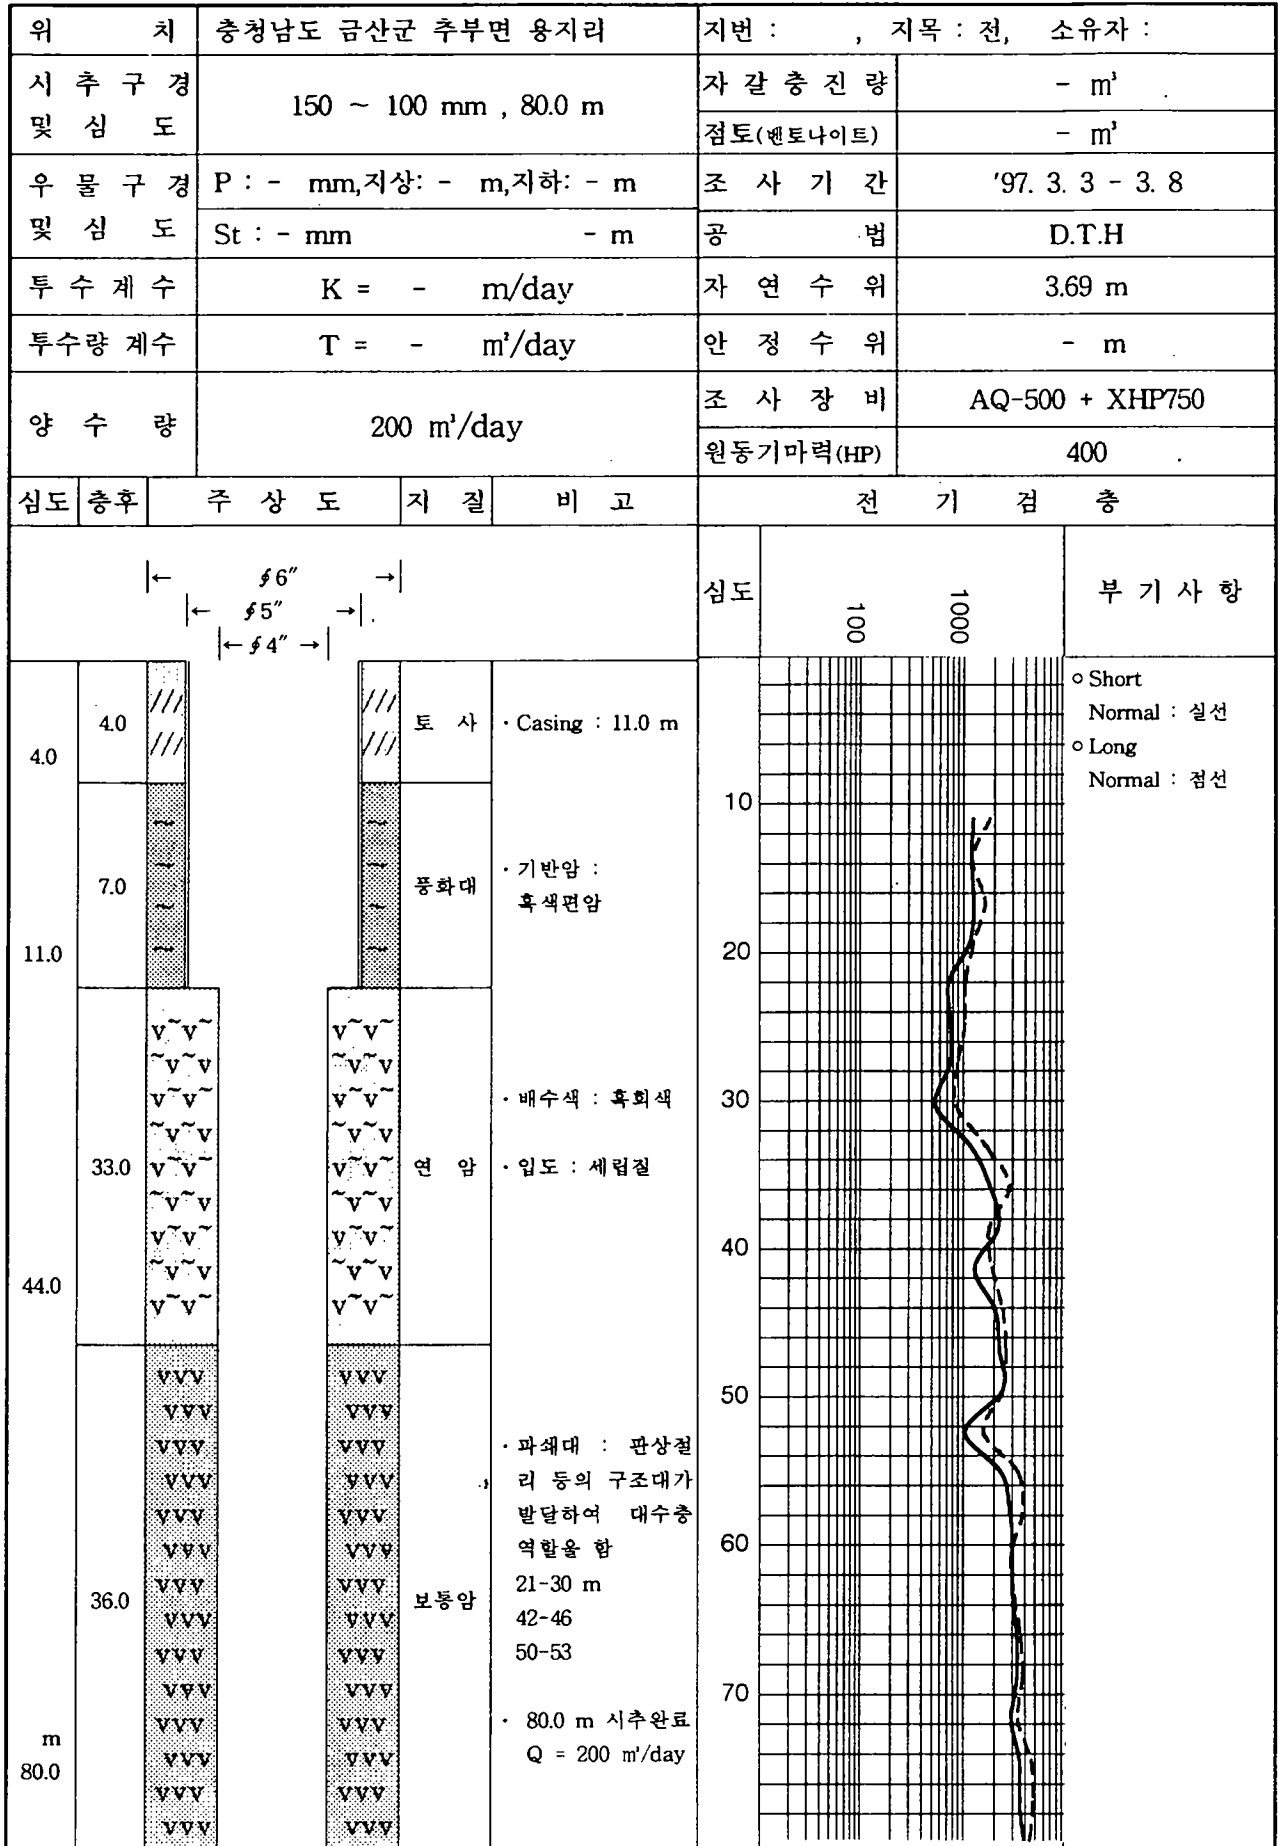 위 치 충청남도 금산군 추부면 용지리 지번 : , 지목 : 전, 소유자 :
시 추 구 경 및 심 도 150 ~ 100 mm , 80.0 m
자 갈 충 진 량 - m³
점토(벤토나이트) - m³
우 물 구 경 및 심 도 P : - mm,지상: - m,지하: - m
St : - mm - m
조 사 기 간 '97. 3. 3 - 3. 8
공 법 D.T.H
투 수 계 수 K = - m/day
자 연 수 위 3.69 m
투수량 계수 T = - m²/day
안 정 수 위 - m
양 수 량 200 m³/day
조 사 장 비 AQ-500 + XHP750
원동기마력(HP) 400
심도 층후 주 상 도 지 질 비 고 전 기 검 층
← ∮6″ →
← ∮5″ →
← ∮4″ →
심도 100 1000 부 기 사 항
4.0 4.0 토 사 · Casing : 11.0 m
11.0 7.0 풍화대 · 기반암 :
흑색편암
44.0 33.0 연 암 · 배수색 : 흑회색
· 입도 : 세립질
m
80.0 36.0 보통암
· 파쇄대 : 판상절
리 등의 구조대가
발달하여 대수층
역할을 함
21-30 m
42-46
50-53
· 80.0 m 시추완료
Q = 200 m³/day
10
20
30
40
50
60
70
○ Short
Normal : 실선
○ Long
Normal : 점선